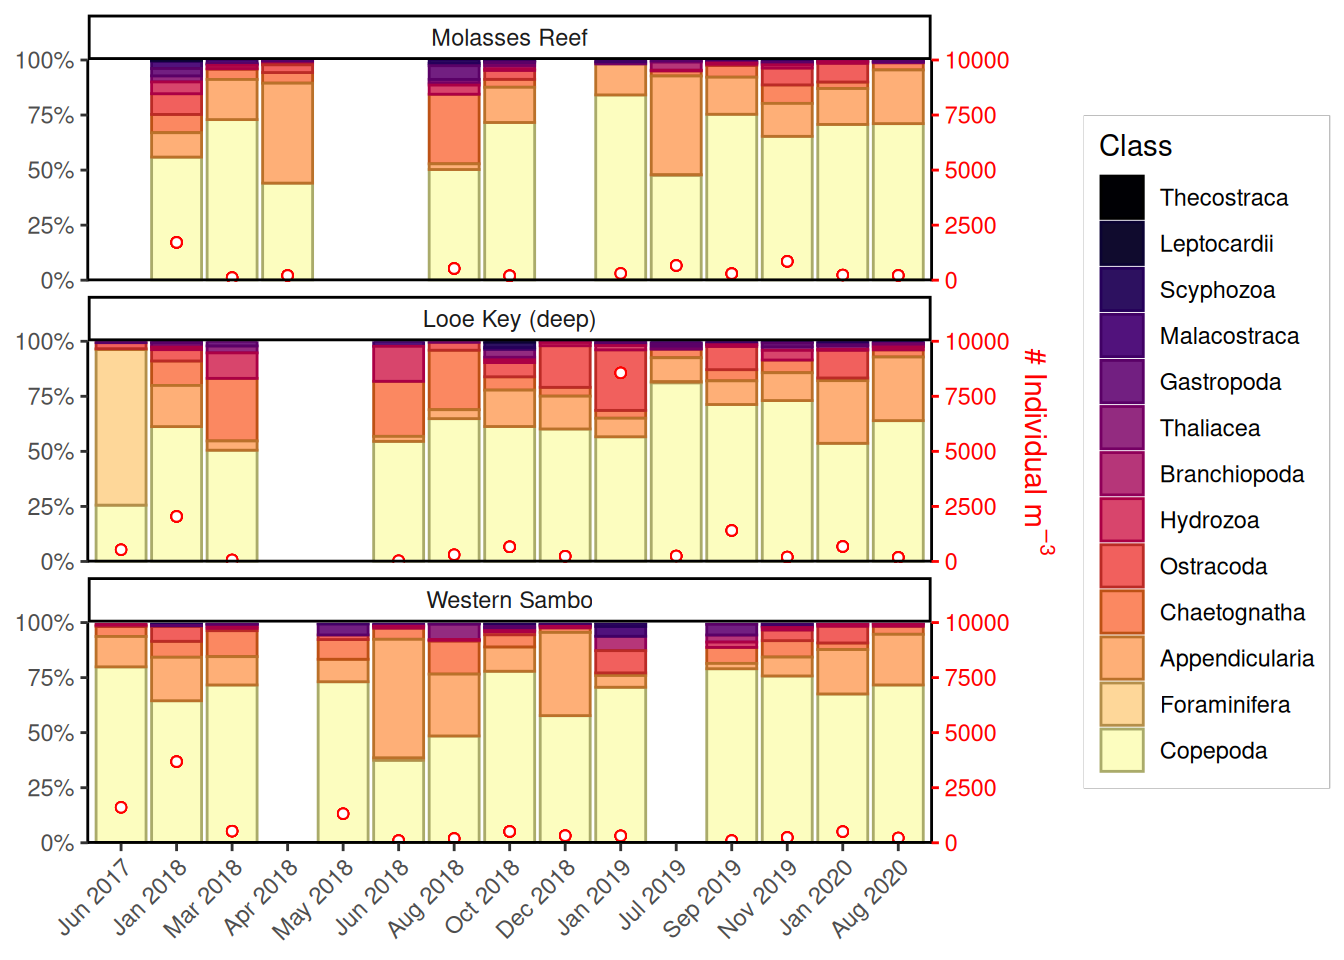 Molasses Reef
100%
75%
50%
25%
0%
10000
7500
5000
2500
0
Looe Key (deep)
100%
75%
50%
25%
0%
10000
7500
5000
2500
0
Western Sambo
100%
75%
50%
25%
0%
10000
7500
5000
2500
0
# Individual m⁻³
Jun 2017
Jan 2018
Mar 2018
Apr 2018
May 2018
Jun 2018
Aug 2018
Oct 2018
Dec 2018
Jan 2019
Jul 2019
Sep 2019
Nov 2019
Jan 2020
Aug 2020
Class
Thecostraca
Leptocardii
Scyphozoa
Malacostraca
Gastropoda
Thaliacea
Branchiopoda
Hydrozoa
Ostracoda
Chaetognatha
Appendicularia
Foraminifera
Copepoda